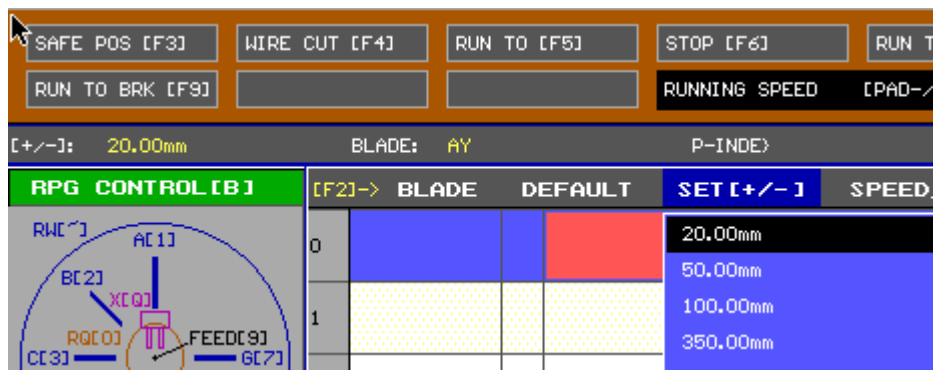 SAFE POS [F3] WIRE CUT [F4] RUN TO [F5] STOP [F6] RUN T
RUN TO BRK [F9] RUNNING SPEED [PAD-/
[+/-]: 20.00mm BLADE: AY P-INDE>
RPG CONTROL[B] [F2]-> BLADE DEFAULT SET[+/-] SPEED
RW[~] A[1] 0 20.00mm
B[2] 50.00mm
X[Q] 100.00mm
RQ[0] FEED[9] 1 350.00mm
C[3] G[7]